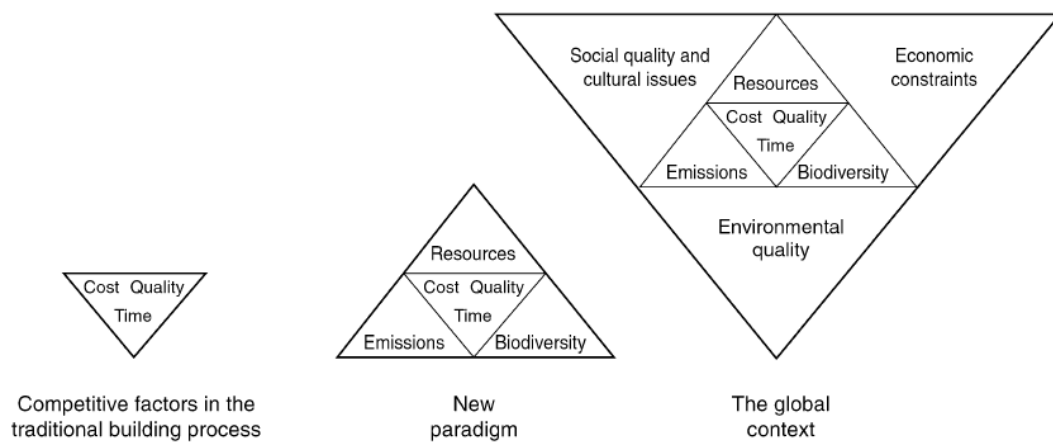 Cost Quality
Time
Competitive factors in the
traditional building process
Resources
Cost Quality
Time
Emissions Biodiversity
New
paradigm
Social quality and
cultural issues
Economic
constraints
Resources
Cost Quality
Time
Emissions Biodiversity
Environmental
quality
The global
context